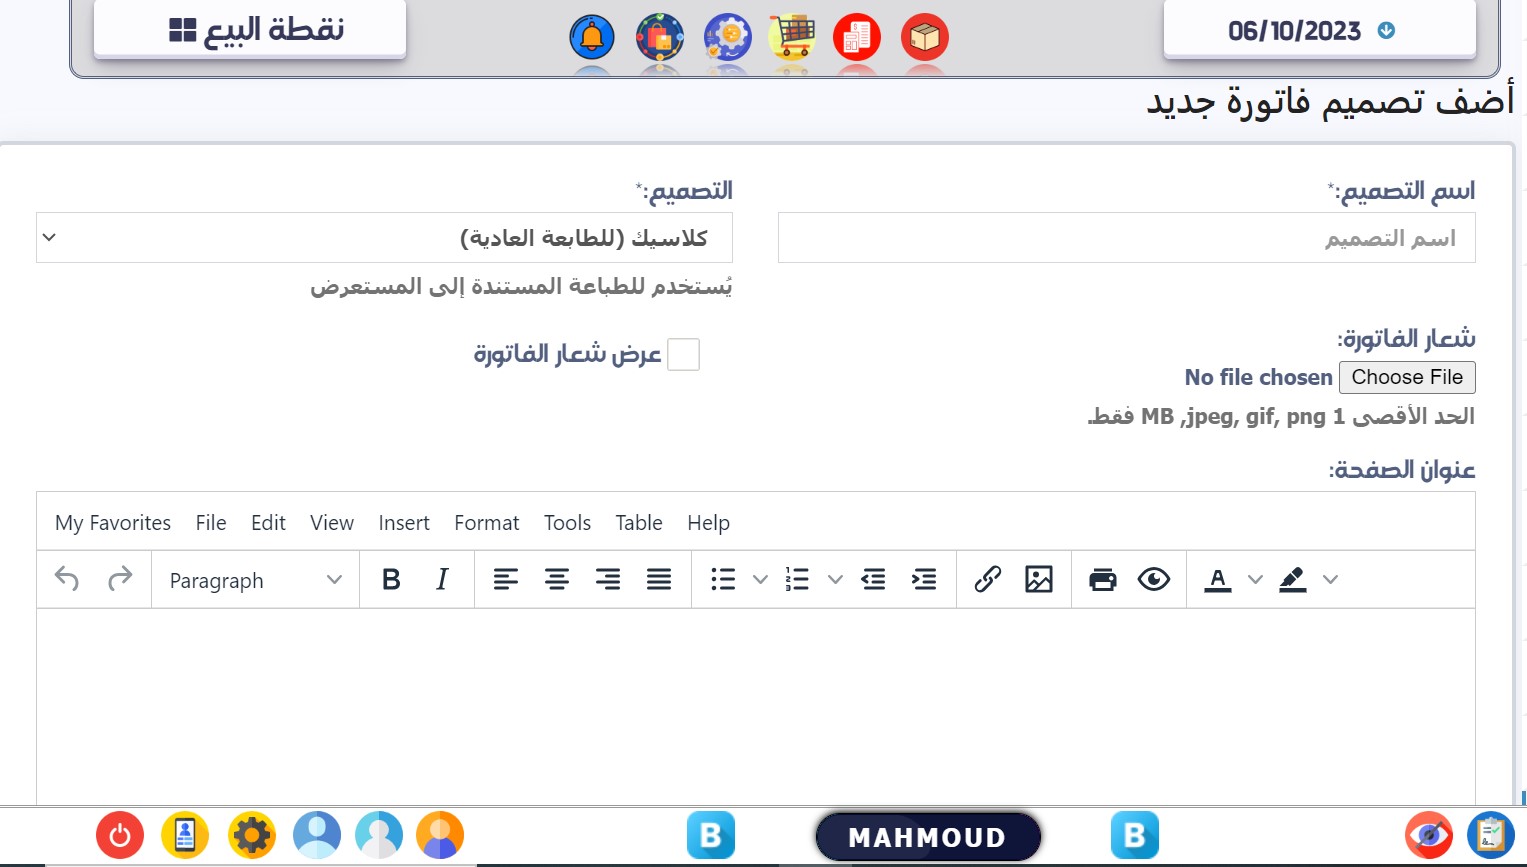 06/10/2023
نقطة البيع
أضف تصميم فاتورة جديد
اسم التصميم:*
اسم التصميم
التصميم:*
كلاسيك (للطابعة العادية)
يُستخدم للطباعة المستندة إلى المستعرض
شعار الفاتورة:
Choose File No file chosen
الحد الأقصى 1 MB ,jpeg, gif, png فقط.
عرض شعار الفاتورة
عنوان الصفحة:
My Favorites File Edit View Insert Format Tools Table Help
Paragraph B I A
B MAHMOUD B